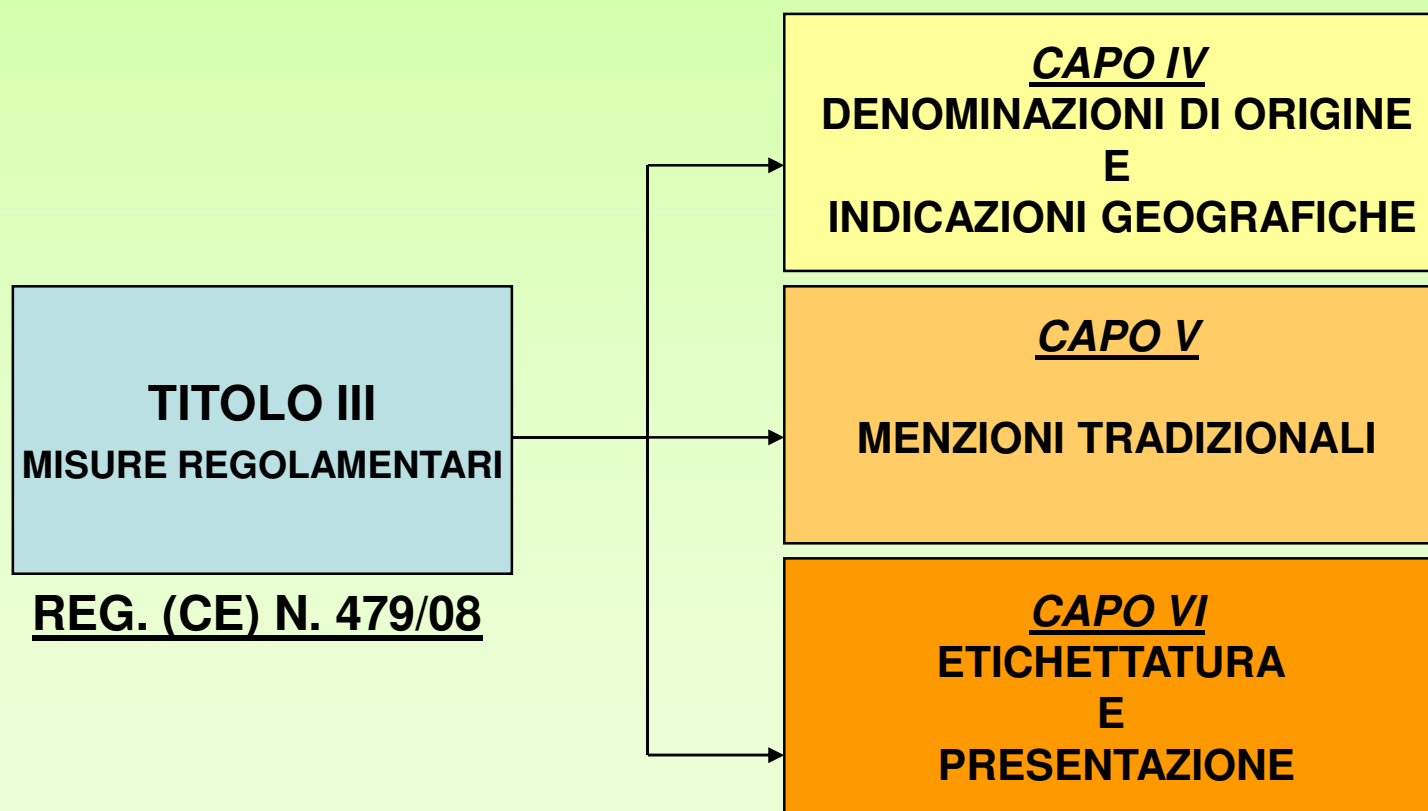 TITOLO III
MISURE REGOLAMENTARI
REG. (CE) N. 479/08
CAPO IV
DENOMINAZIONI DI ORIGINE
E
INDICAZIONI GEOGRAFICHE
CAPO V
MENZIONI TRADIZIONALI
CAPO VI
ETICHETTATURA
E
PRESENTAZIONE